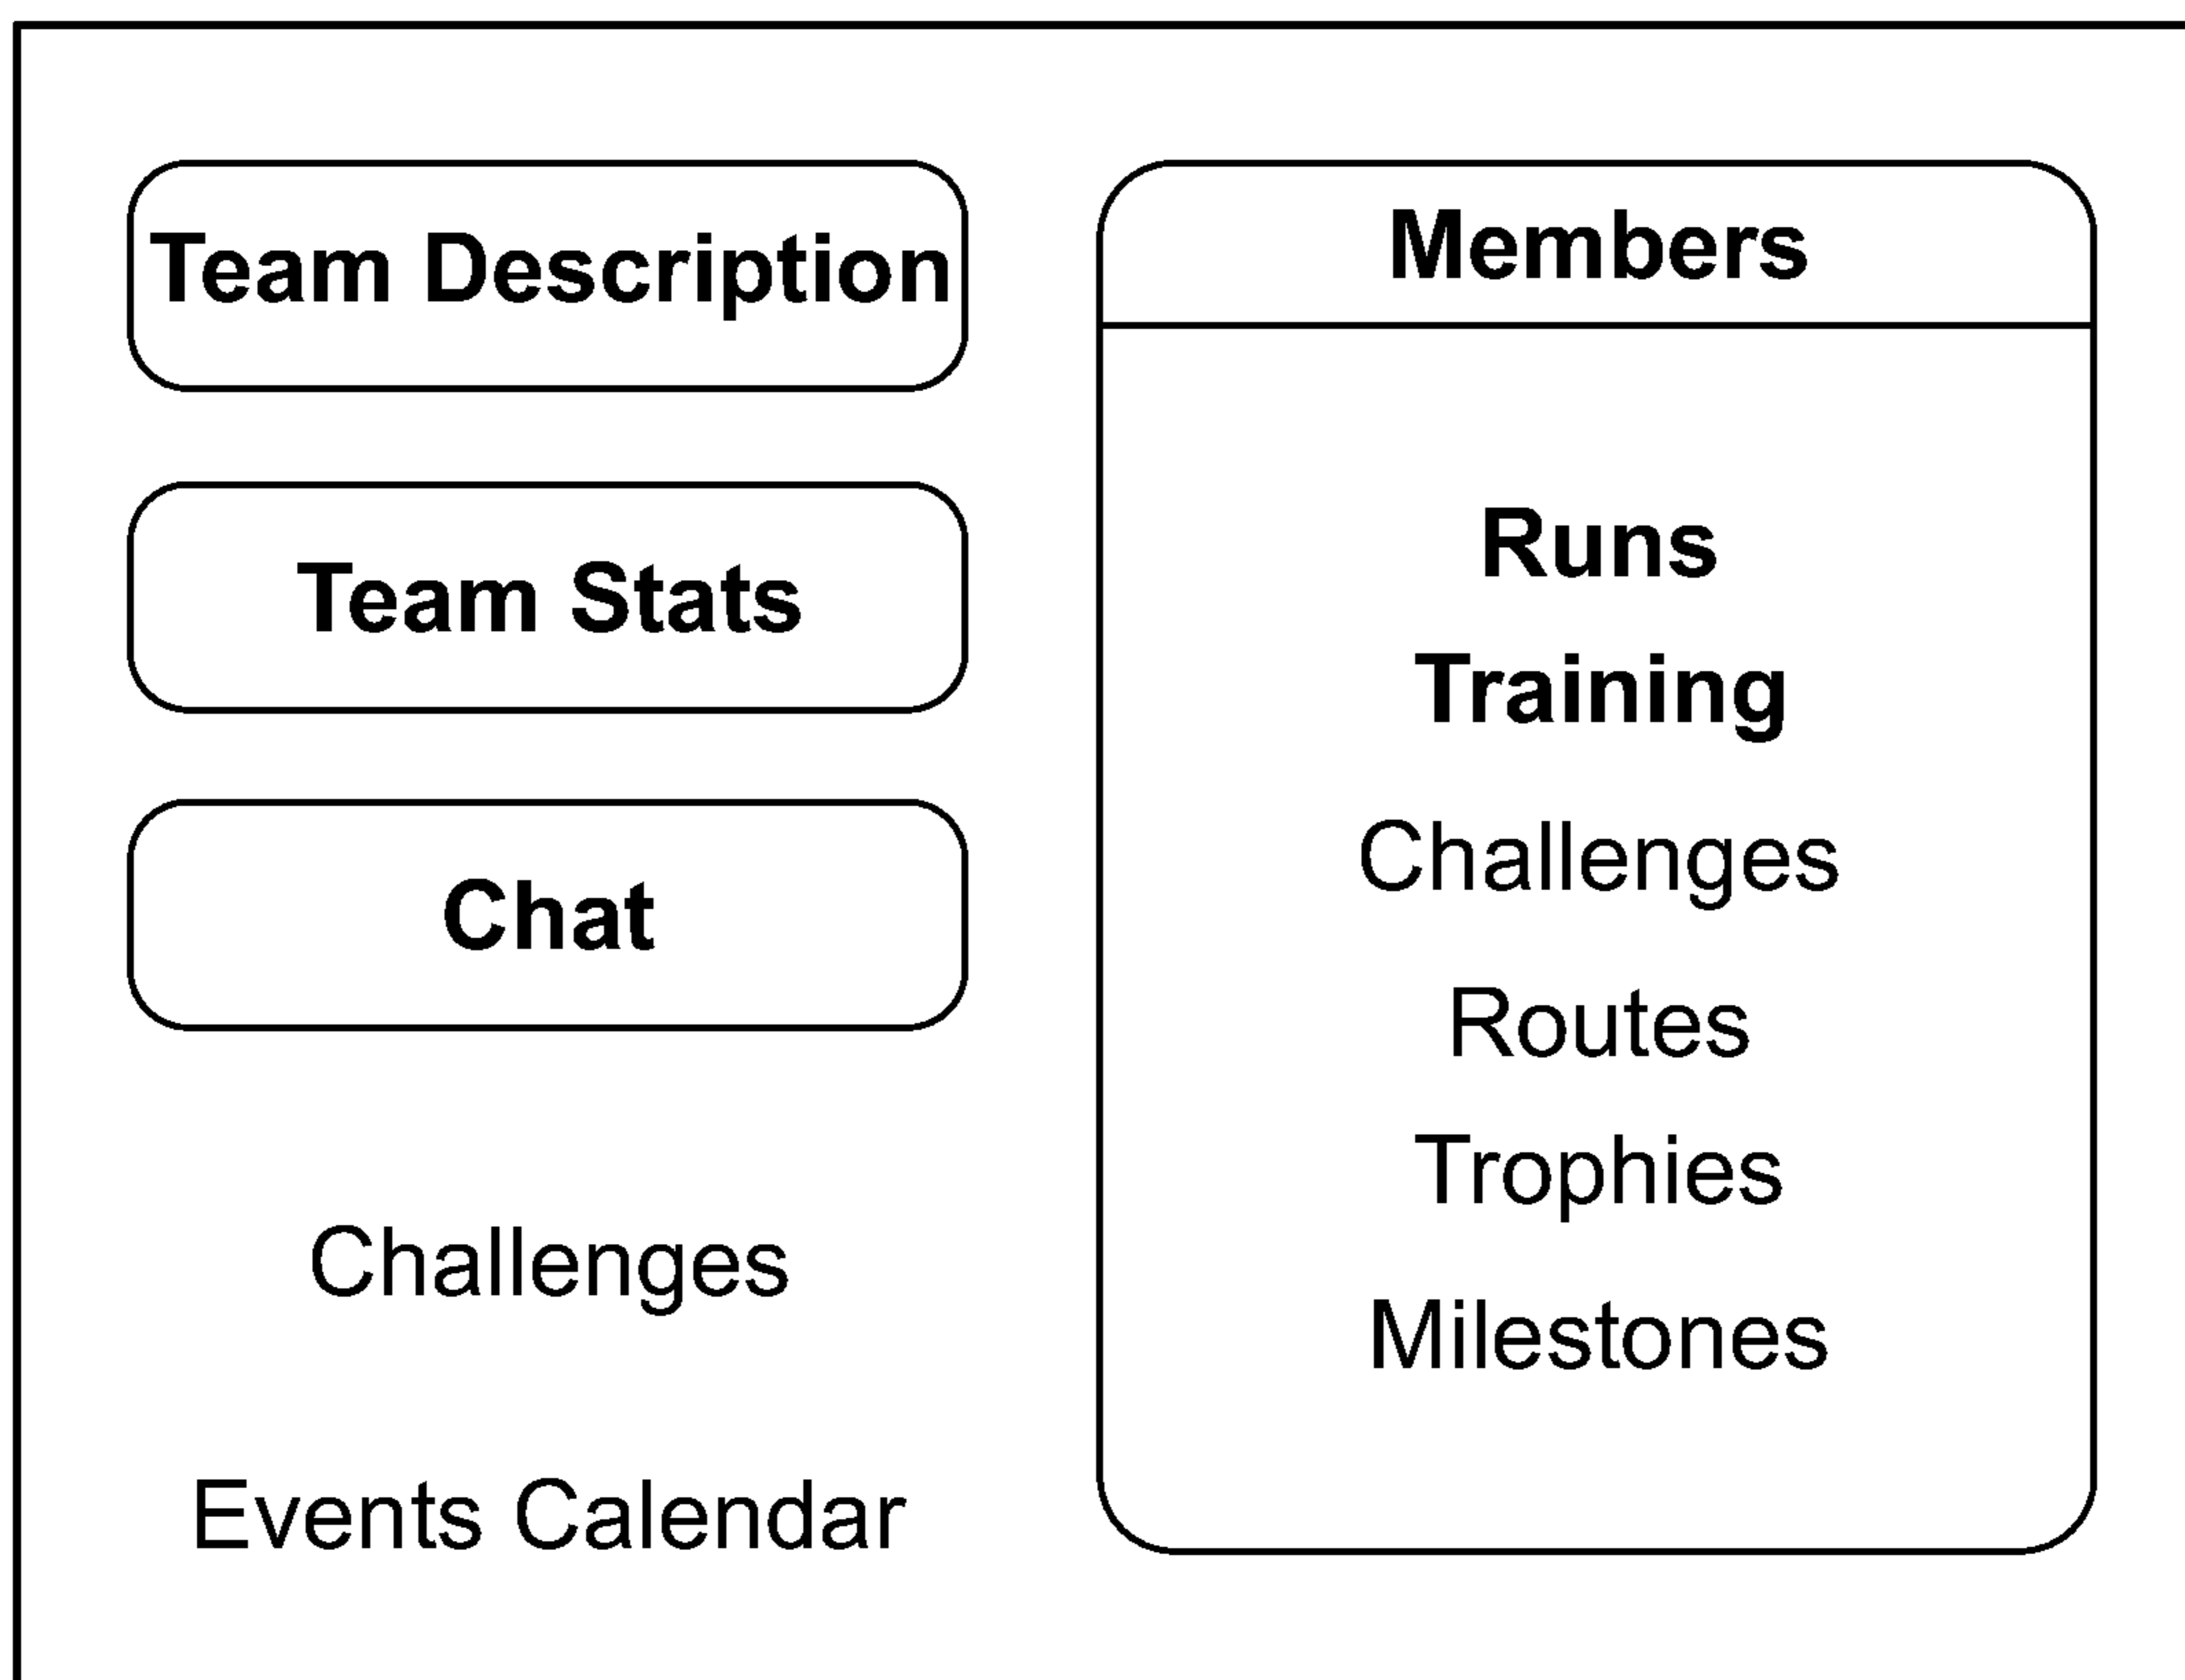 Team Description
Team Stats
Chat
Challenges
Events Calendar
Members
Runs
Training
Challenges
Routes
Trophies
Milestones